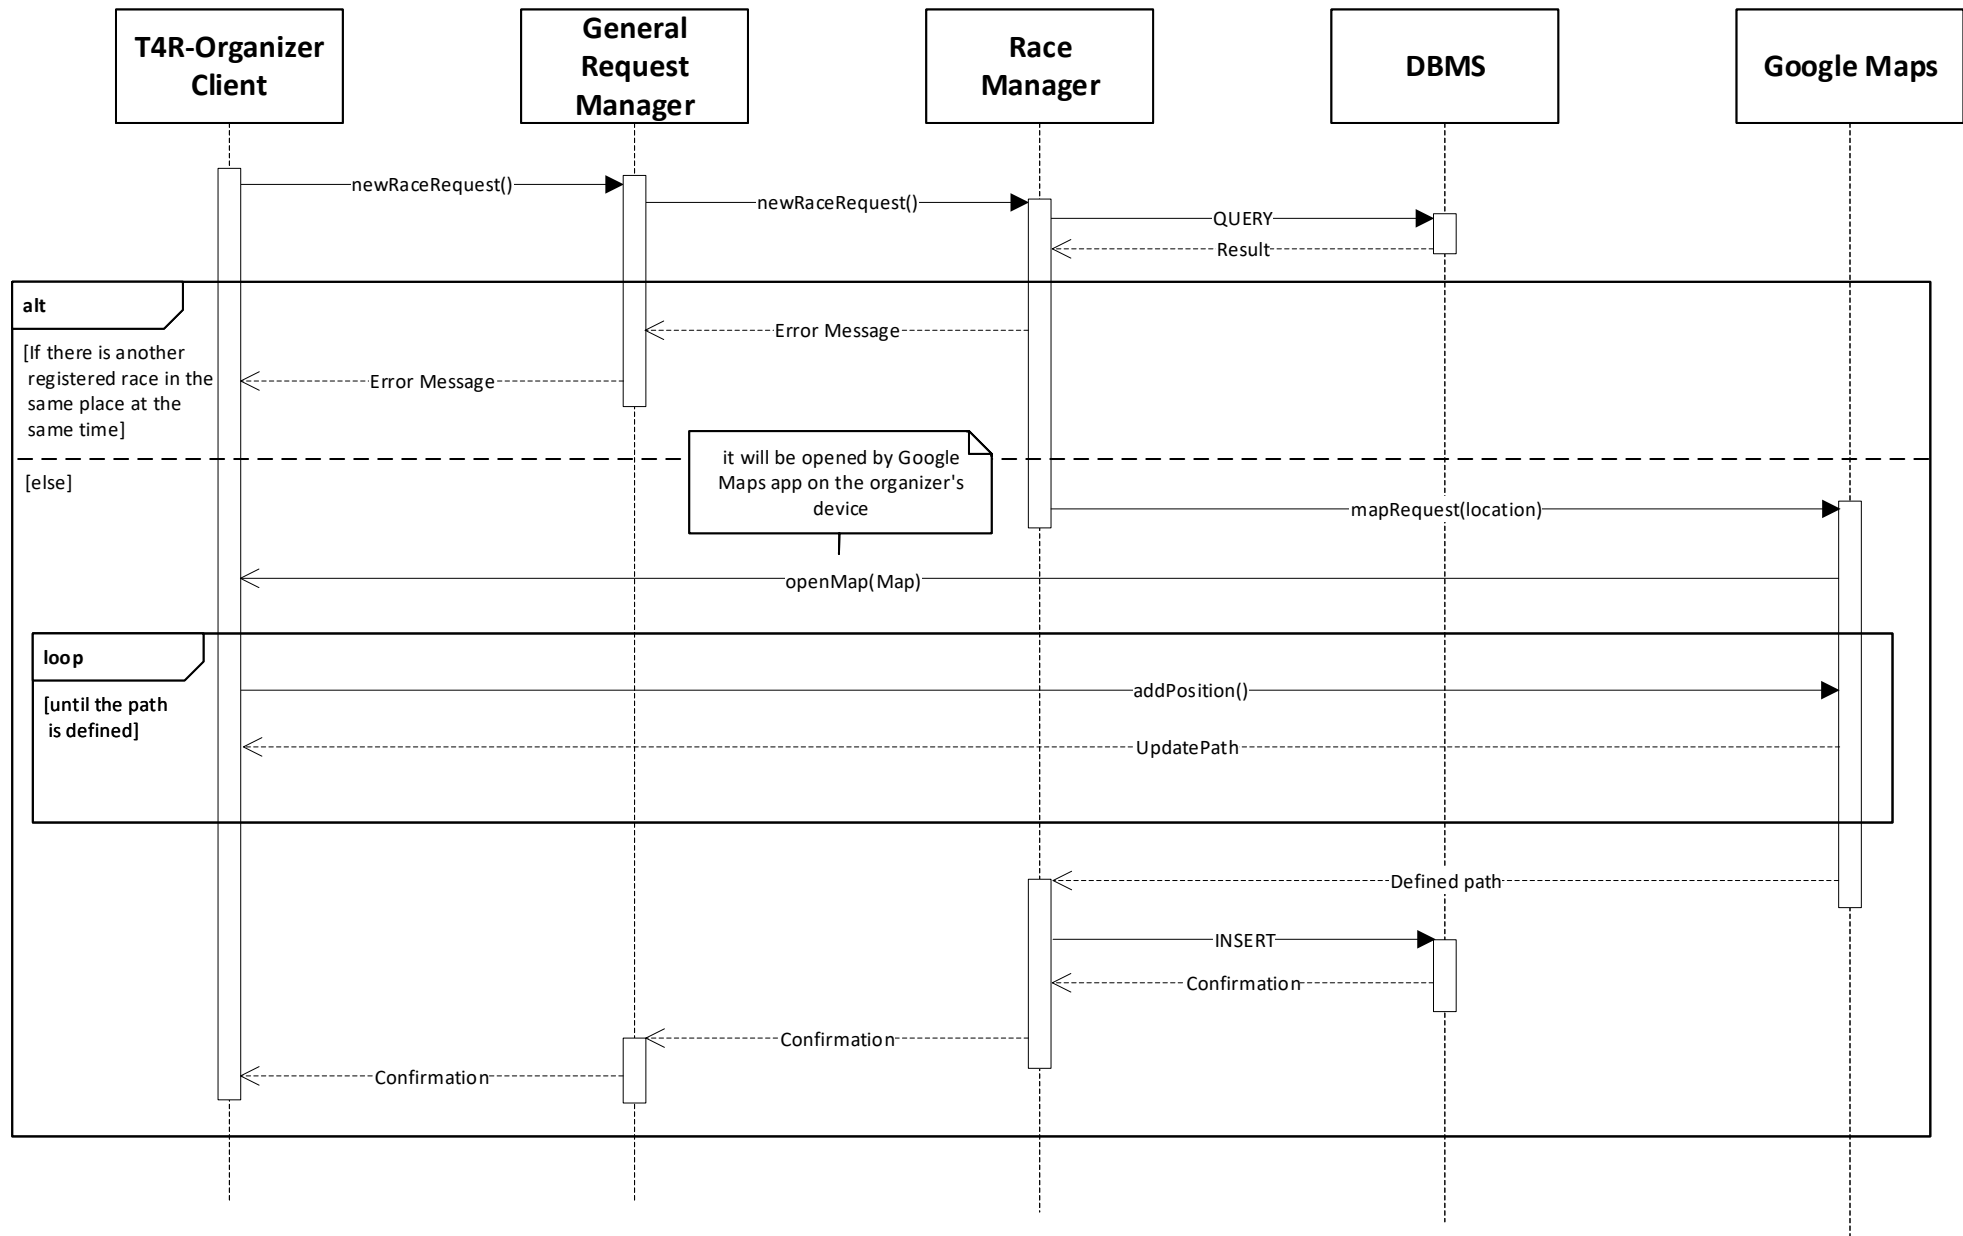 T4R-Organizer
Client
General
Request
Manager
Race
Manager
DBMS
Google Maps
newRaceRequest()
newRaceRequest()
QUERY
Result
alt
Error Message
[If there is another
registered race in the
same place at the
same time]
Error Message
it will be opened by Google
Maps app on the organizer's
device
[else]
mapRequest(location)
openMap(Map)
loop
[until the path
is defined]
addPosition()
UpdatePath
Defined path
INSERT
Confirmation
Confirmation
Confirmation